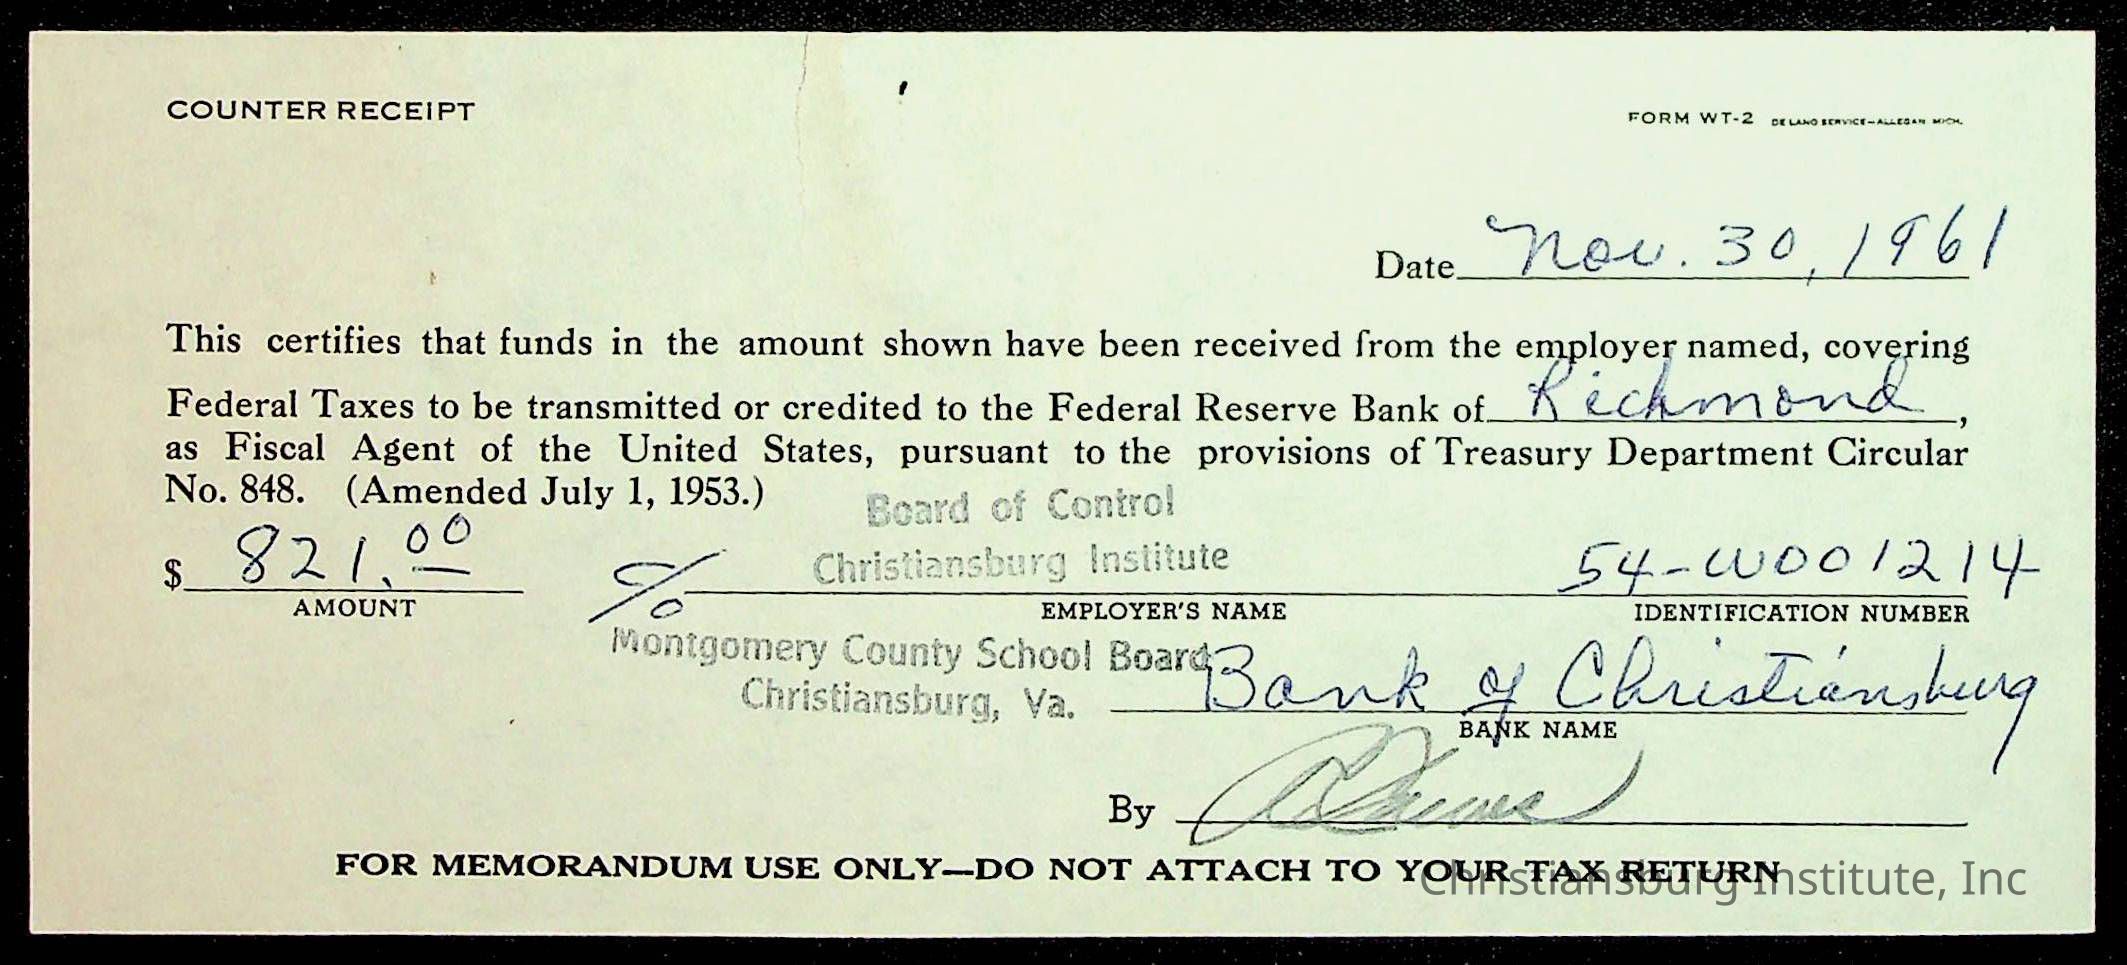 COUNTER RECEIPT
FORM WT-2 DE LANO SERVICE—ALLEGAN MICH.
Date Nov. 30, 1961
This certifies that funds in the amount shown have been received from the employer named, covering
Federal Taxes to be transmitted or credited to the Federal Reserve Bank of Richmond,
as Fiscal Agent of the United States, pursuant to the provisions of Treasury Department Circular
No. 848. (Amended July 1, 1953.)
Board of Control
Christiansburg Institute
$ 821.00 c/o 54-W001214
AMOUNT EMPLOYER'S NAME IDENTIFICATION NUMBER
Montgomery County School Board
Christiansburg, Va. Bank of Christiansburg
BANK NAME
By
FOR MEMORANDUM USE ONLY—DO NOT ATTACH TO YOUR TAX RETURN
Christiansburg Institute, Inc